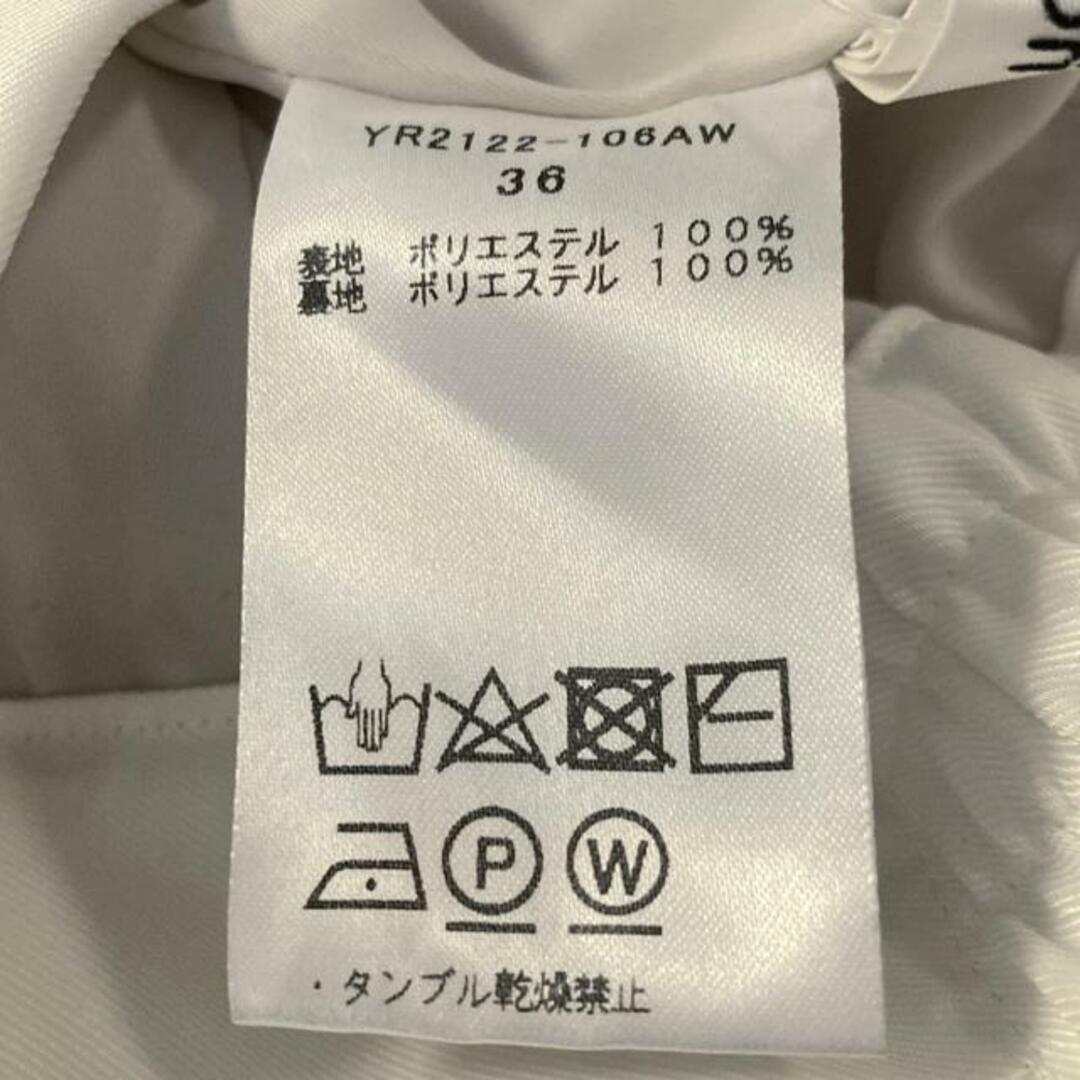 YR2122-106AW
36
表地 ポリエステル 100%
裏地 ポリエステル 100%
P W
・タンブル乾燥禁止